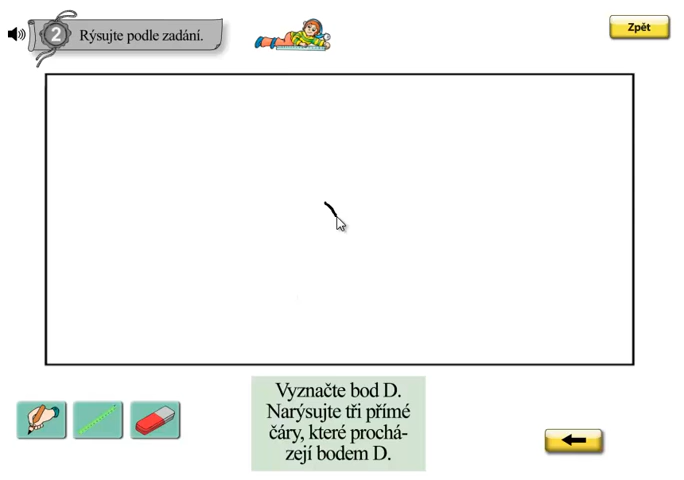 2 Rýsujte podle zadání.
Zpět
Vyznačte bod D.
Narýsujte tři přímé
čáry, které prochá-
zejí bodem D.